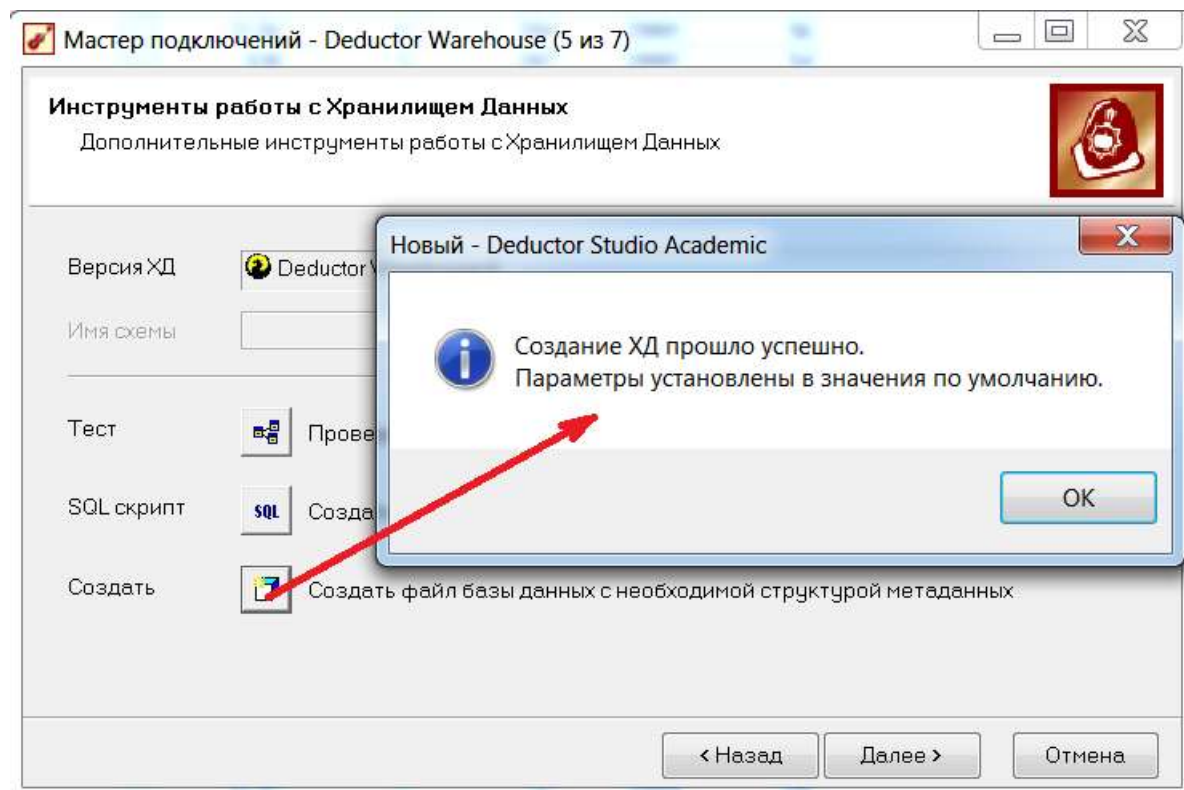 Мастер подключений - Deductor Warehouse (5 из 7)
Инструменты работы с Хранилищем Данных
Дополнительные инструменты работы с Хранилищем Данных
Новый - Deductor Studio Academic
Версия ХД
Deductor
Имя схемы
Создание ХД прошло успешно.
Параметры установлены в значения по умолчанию.
Тест
OK
SQL скрипт
SQL
Создать
Создать файл базы данных с необходимой структурой метаданных
< Назад
Далее >
Отмена